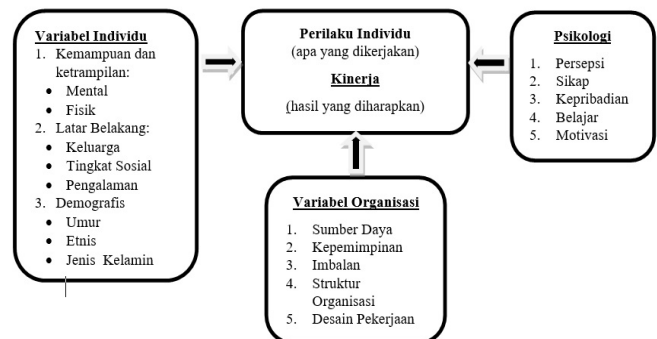 Variabel Individu
1. Kemampuan dan
ketrampilan:
• Mental
• Fisik
2. Latar Belakang:
• Keluarga
• Tingkat Sosial
• Pengalaman
3. Demografis
• Umur
• Etnis
• Jenis Kelamin
Perilaku Individu
(apa yang dikerjakan)
Kinerja
(hasil yang diharapkan)
Psikologi
1. Persepsi
2. Sikap
3. Kepribadian
4. Belajar
5. Motivasi
Variabel Organisasi
1. Sumber Daya
2. Kepemimpinan
3. Imbalan
4. Struktur
Organisasi
5. Desain Pekerjaan